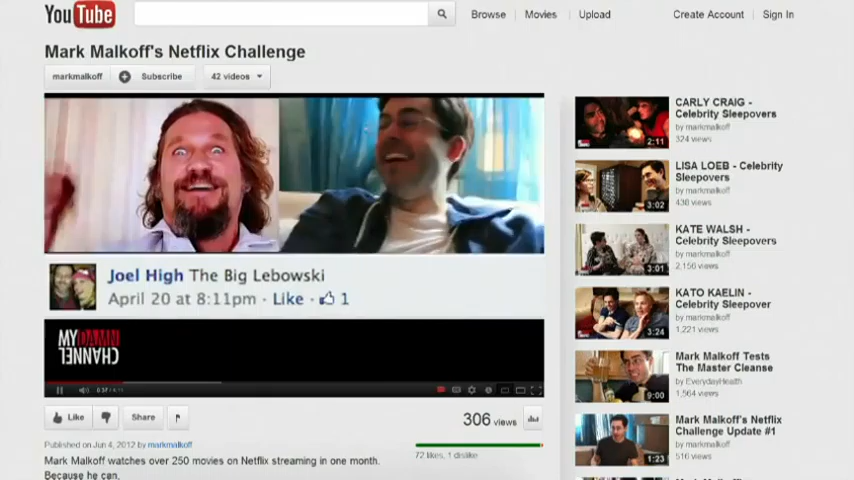 YouTube
Browse
Movies
Upload
Create Account
Sign In
Mark Malkoff's Netflix Challenge
markmalkoff
Subscribe
42 videos
Joel High The Big Lebowski
April 20 at 8:11pm · Like · 1
MY DAMN CHANNEL
0:37
Like
Share
306 views
Published on Jun 4, 2012 by markmalkoff
72 likes, 1 dislike
Mark Malkoff watches over 250 movies on Netflix streaming in one month.
Because he can.
CARLY CRAIG -
Celebrity Sleepovers
by markmalkoff
324 views
2:11
LISA LOEB - Celebrity
Sleepovers
by markmalkoff
438 views
3:02
KATE WALSH -
Celebrity Sleepovers
by markmalkoff
2,156 views
3:01
KATO KAELIN -
Celebrity Sleepover
by markmalkoff
1,221 views
3:24
Mark Malkoff Tests
The Master Cleanse
by EverydayHealth
1,564 views
9:00
Mark Malkoff's Netflix
Challenge Update #1
by markmalkoff
516 views
1:23